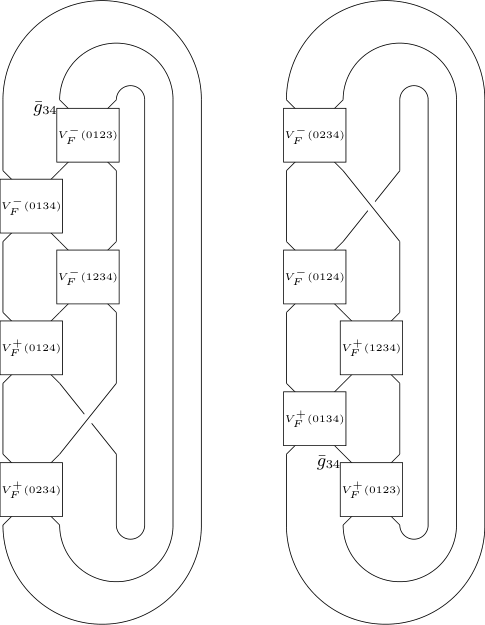 ḡ₃₄
V_F^-(0123)
V_F^-(0134)
V_F^-(1234)
V_F^+(0124)
V_F^+(0234)
V_F^-(0234)
V_F^-(0124)
V_F^+(1234)
V_F^+(0134)
ḡ₃₄
V_F^+(0123)